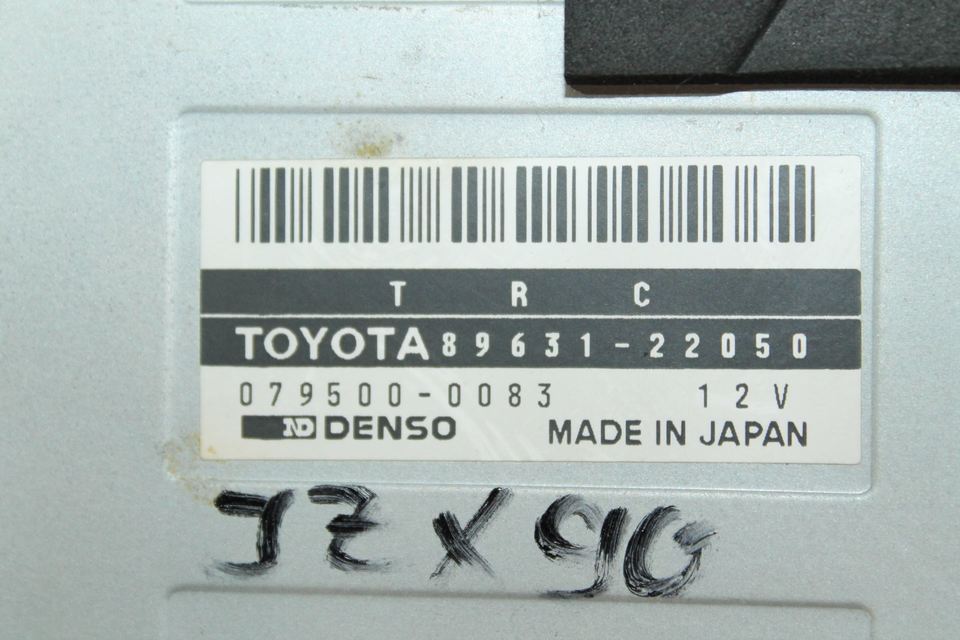 T R C
TOYOTA 89631-22050
079500-0083 12V
ND DENSO MADE IN JAPAN
JZX90